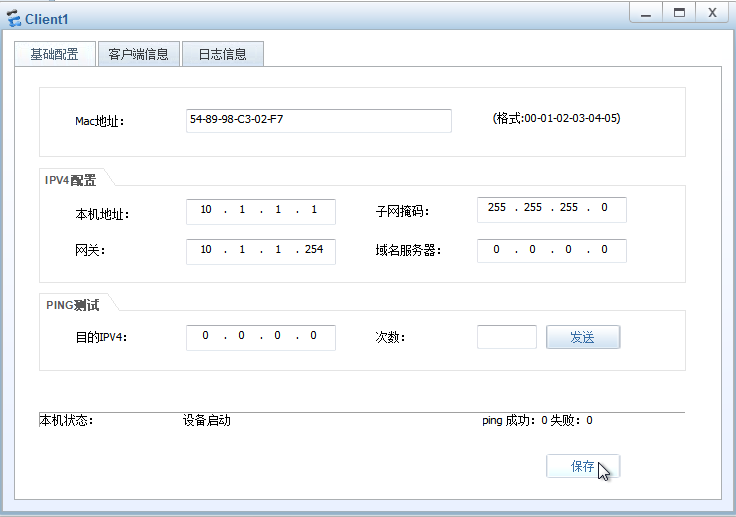 Client1
基础配置 客户端信息 日志信息
Mac地址: 54-89-98-C3-02-F7 (格式:00-01-02-03-04-05)
IPV4配置
本机地址: 10 . 1 . 1 . 1 子网掩码: 255 . 255 . 255 . 0
网关: 10 . 1 . 1 . 254 域名服务器: 0 . 0 . 0 . 0
PING测试
目的IPV4: 0 . 0 . 0 . 0 次数: 发送
本机状态: 设备启动 ping 成功: 0 失败: 0
保存